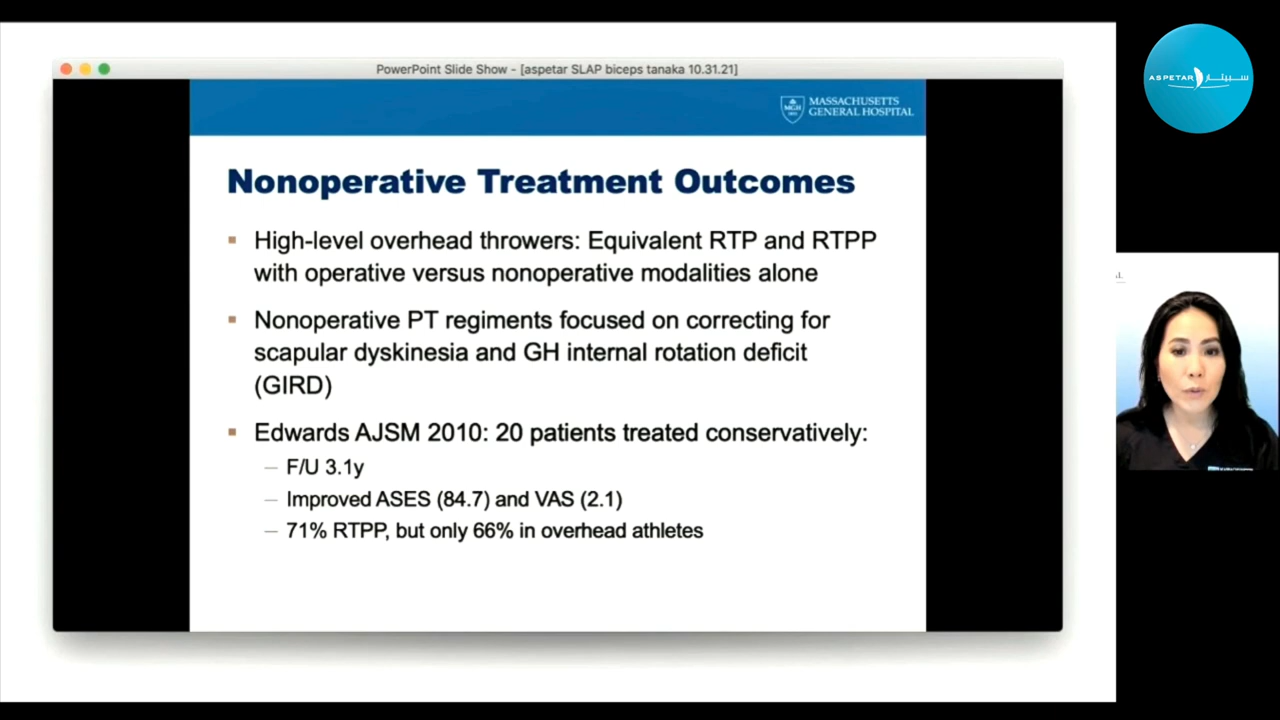 PowerPoint Slide Show - [aspetar SLAP biceps tanaka 10.31.21]
MGH
1811
MASSACHUSETTS
GENERAL HOSPITAL
Nonoperative Treatment Outcomes
▪ High-level overhead throwers: Equivalent RTP and RTPP
with operative versus nonoperative modalities alone
▪ Nonoperative PT regiments focused on correcting for
scapular dyskinesia and GH internal rotation deficit
(GIRD)
▪ Edwards AJSM 2010: 20 patients treated conservatively:
— F/U 3.1y
— Improved ASES (84.7) and VAS (2.1)
— 71% RTPP, but only 66% in overhead athletes
ASPETAR سبيتار